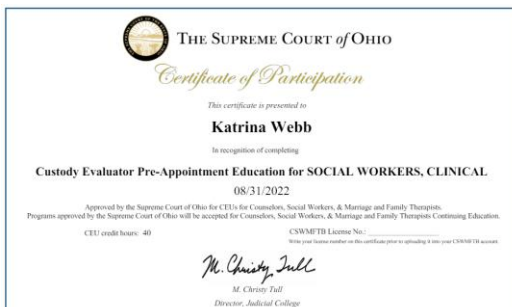 THE SUPREME COURT of OHIO
Certificate of Participation
This certificate is presented to
Katrina Webb
In recognition of completing
Custody Evaluator Pre-Appointment Education for SOCIAL WORKERS, CLINICAL
08/31/2022
Approved by the Supreme Court of Ohio for CEUs for Counselors, Social Workers, & Marriage and Family Therapists.
Programs approved by the Supreme Court of Ohio will be accepted for Counselors, Social Workers, & Marriage and Family Therapists Continuing Education.
CEU credit hours: 40 CSWMFTB License No.:
Write your license number on this certificate prior to uploading it into your CSWMFTB account.
M. Christy Tull
M. Christy Tull
Director, Judicial College